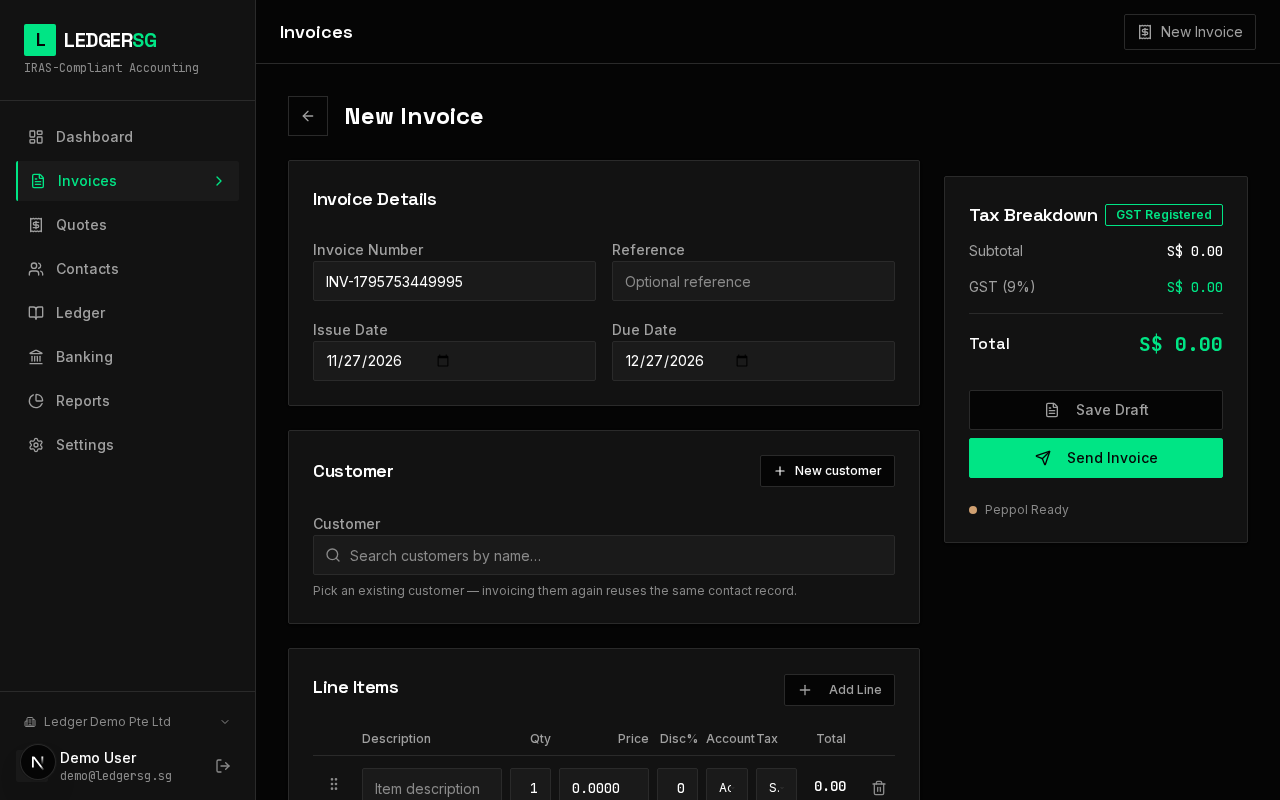 L LEDGERSG
IRAS-Compliant Accounting
Dashboard
Invoices
Quotes
Contacts
Ledger
Banking
Reports
Settings
Ledger Demo Pte Ltd
N
Demo User
demo@ledgersg.sg
Invoices
New Invoice
New Invoice
Invoice Details
Invoice Number
INV-1795753449995
Reference
Optional reference
Issue Date
11/27/2026
Due Date
12/27/2026
Customer
New customer
Customer
Search customers by name…
Pick an existing customer — invoicing them again reuses the same contact record.
Line Items
Add Line
Description Qty Price Disc% Account Tax Total
Item description 1 0.0000 0 Ac S. 0.00
Tax Breakdown GST Registered
Subtotal S$ 0.00
GST (9%) S$ 0.00
Total S$ 0.00
Save Draft
Send Invoice
Peppol Ready